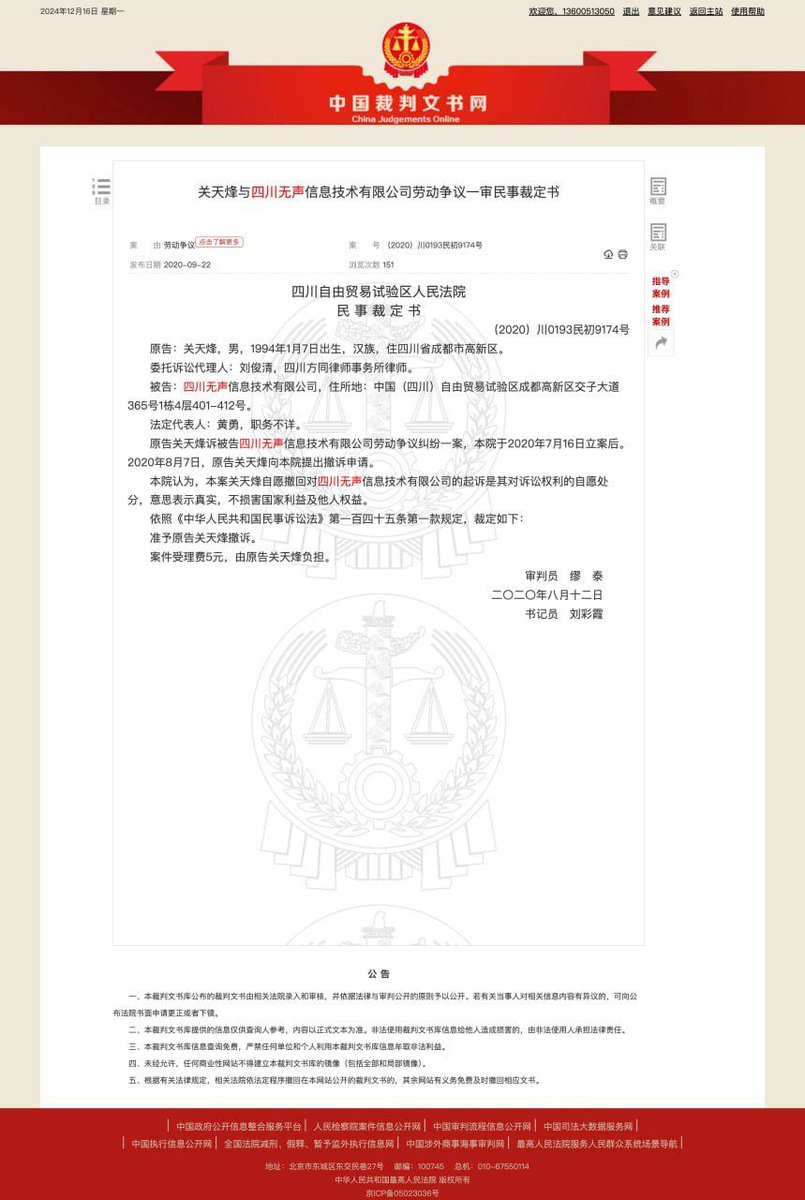 2024年12月16日 星期一
欢迎您，13600513050 退出 意见建议 返回主站 使用帮助
中国裁判文书网
China Judgements Online
目录
概要
关联
指导
案例
推荐
案例
关天烽与四川无声信息技术有限公司劳动争议一审民事裁定书
案 由 劳动争议 点击了解更多 案 号 （2020）川0193民初9174号
发布日期 2020-09-22 浏览次数 151
四川自由贸易试验区人民法院
民 事 裁 定 书
（2020）川0193民初9174号
原告：关天烽，男，1994年1月7日出生，汉族，住四川省成都市高新区。
委托诉讼代理人：刘俊清，四川方同律师事务所律师。
被告：四川无声信息技术有限公司，住所地：中国（四川）自由贸易试验区成都高新区交子大道
365号1栋4层401-412号。
法定代表人：黄勇，职务不详。
原告关天烽诉被告四川无声信息技术有限公司劳动争议纠纷一案，本院于2020年7月16日立案后。
2020年8月7日，原告关天烽向本院提出撤诉申请。
本院认为，本案关天烽自愿撤回对四川无声信息技术有限公司的起诉是其对诉讼权利的自愿处
分，意思表示真实，不损害国家利益及他人权益。
依照《中华人民共和国民事诉讼法》第一百四十五条第一款规定，裁定如下：
准予原告关天烽撤诉。
案件受理费5元，由原告关天烽负担。
审判员 缪 泰
二〇二〇年八月十二日
书记员 刘彩霞
公 告
一、本裁判文书库公布的裁判文书由相关法院录入和审核，并依据法律与审判公开的原则予以公开。若有关当事人对相关信息内容有异议的，可向公
布法院书面申请更正或者下镜。
二、本裁判文书库提供的信息仅供查询人参考，内容以正式文本为准。非法使用裁判文书库信息给他人造成损害的，由非法使用人承担法律责任。
三、本裁判文书库信息查询免费，严禁任何单位和个人利用本裁判文书库信息牟取非法利益。
四、未经允许，任何商业性网站不得建立本裁判文书库的镜像（包括全部和局部镜像）。
五、根据有关法律规定，相关法院依法定程序撤回在本网站公开的裁判文书的，其余网站有义务免费及时撤回相应文书。
中国政府公开信息整合服务平台 | 人民检察院案件信息公开网 | 中国审判流程信息公开网 | 中国司法大数据服务网 |
中国执行信息公开网 | 全国法院减刑、假释、暂予监外执行信息网 | 中国涉外商事海事审判网 | 最高人民法院服务人民群众系统场景导航 |
地址：北京市东城区东交民巷27号 邮编：100745 总机：010-67550114
中华人民共和国最高人民法院 版权所有
京ICP备05023036号